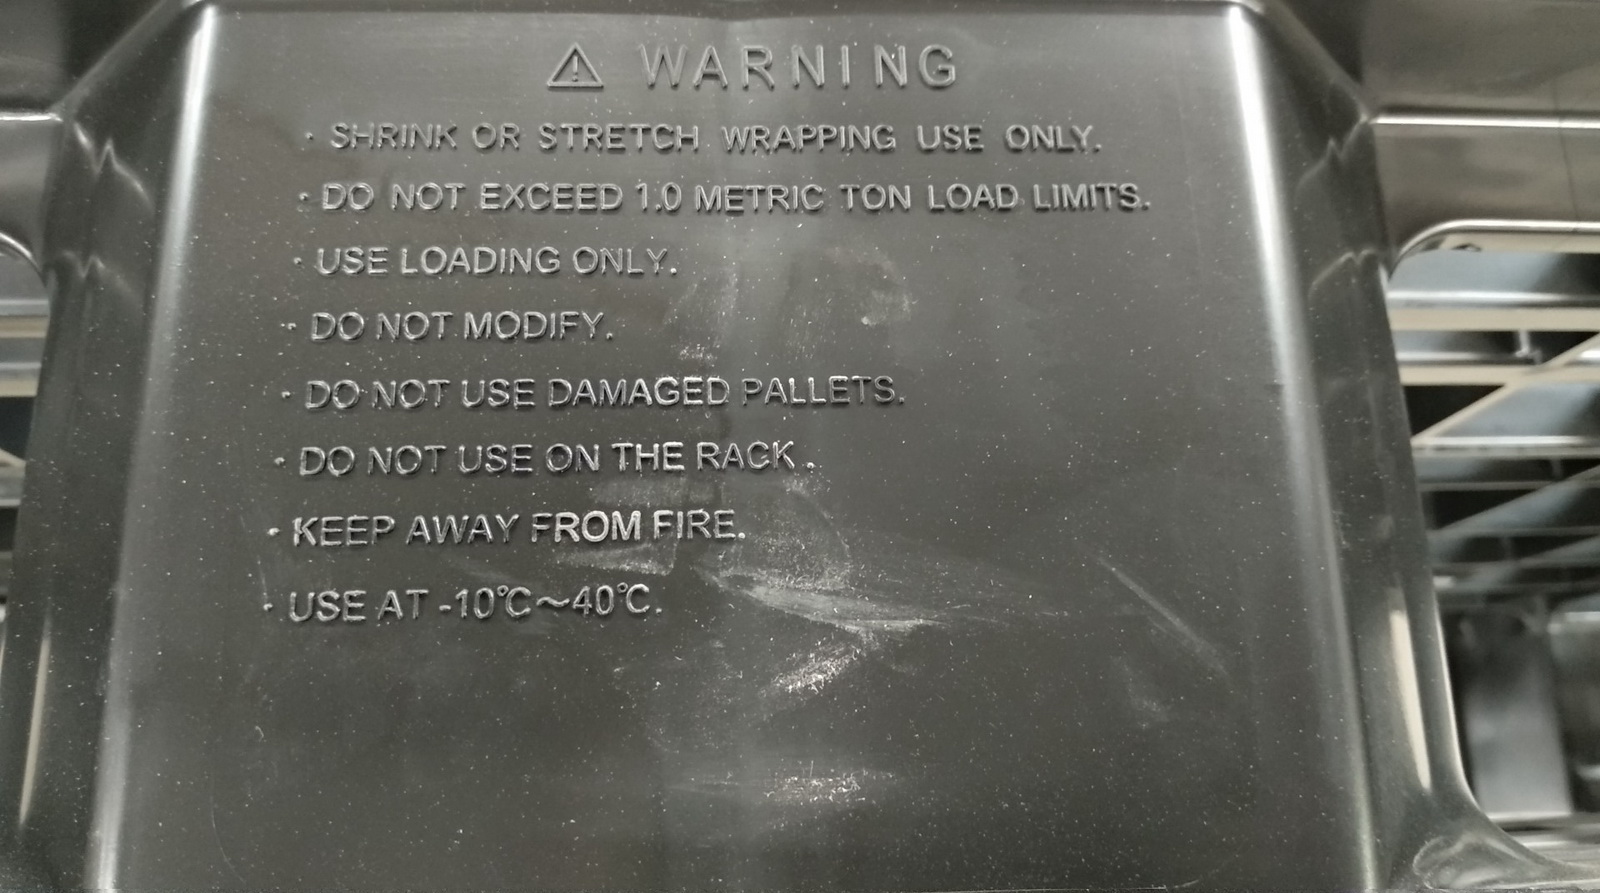 ⚠ WARNING
· SHRINK OR STRETCH WRAPPING USE ONLY.
· DO NOT EXCEED 1.0 METRIC TON LOAD LIMITS.
· USE LOADING ONLY.
· DO NOT MODIFY.
· DO NOT USE DAMAGED PALLETS.
· DO NOT USE ON THE RACK.
· KEEP AWAY FROM FIRE.
· USE AT -10℃～40℃.